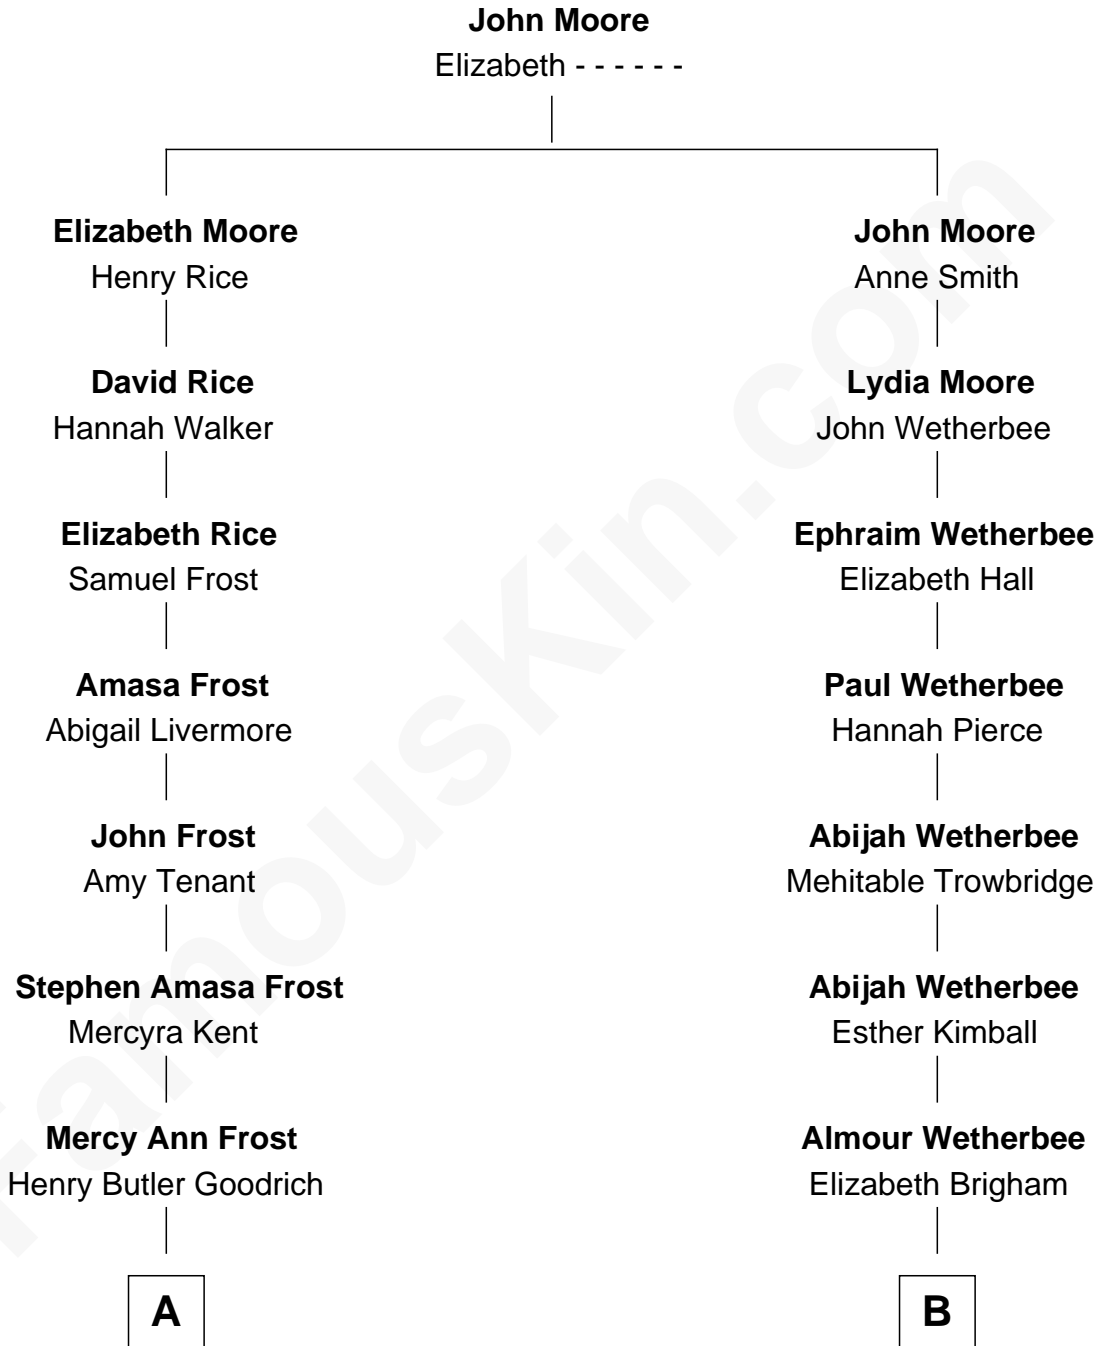 John Moore
Elizabeth - - - - - -
Elizabeth Moore
Henry Rice
John Moore
Anne Smith
David Rice
Hannah Walker
Lydia Moore
John Wetherbee
Elizabeth Rice
Samuel Frost
Ephraim Wetherbee
Elizabeth Hall
Amasa Frost
Abigail Livermore
Paul Wetherbee
Hannah Pierce
John Frost
Amy Tenant
Abijah Wetherbee
Mehitable Trowbridge
Stephen Amasa Frost
Mercyra Kent
Abijah Wetherbee
Esther Kimball
Mercy Ann Frost
Henry Butler Goodrich
Almour Wetherbee
Elizabeth Brigham
A
B
FamousKin.com